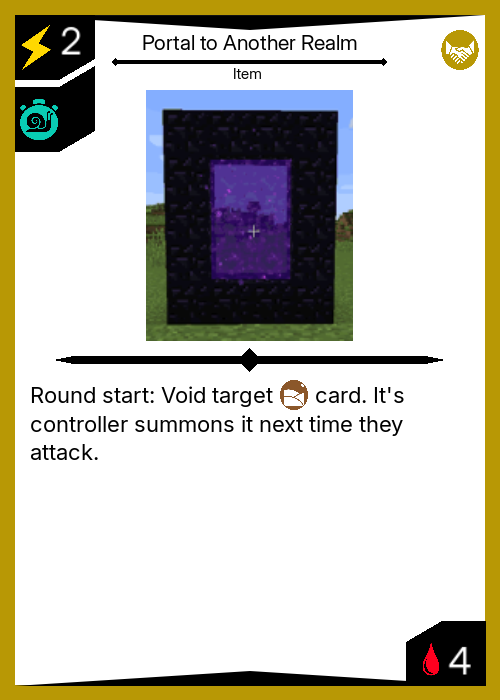 2
Portal to Another Realm
Item
Round start: Void target card. It's
controller summons it next time they
attack.
4